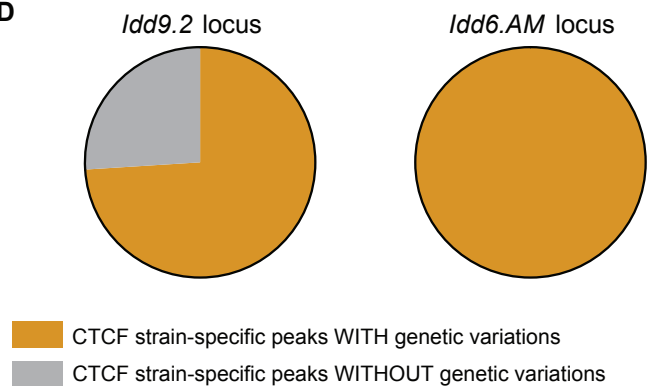 D
Idd9.2 locus
Idd6.AM locus
CTCF strain-specific peaks WITH genetic variations
CTCF strain-specific peaks WITHOUT genetic variations